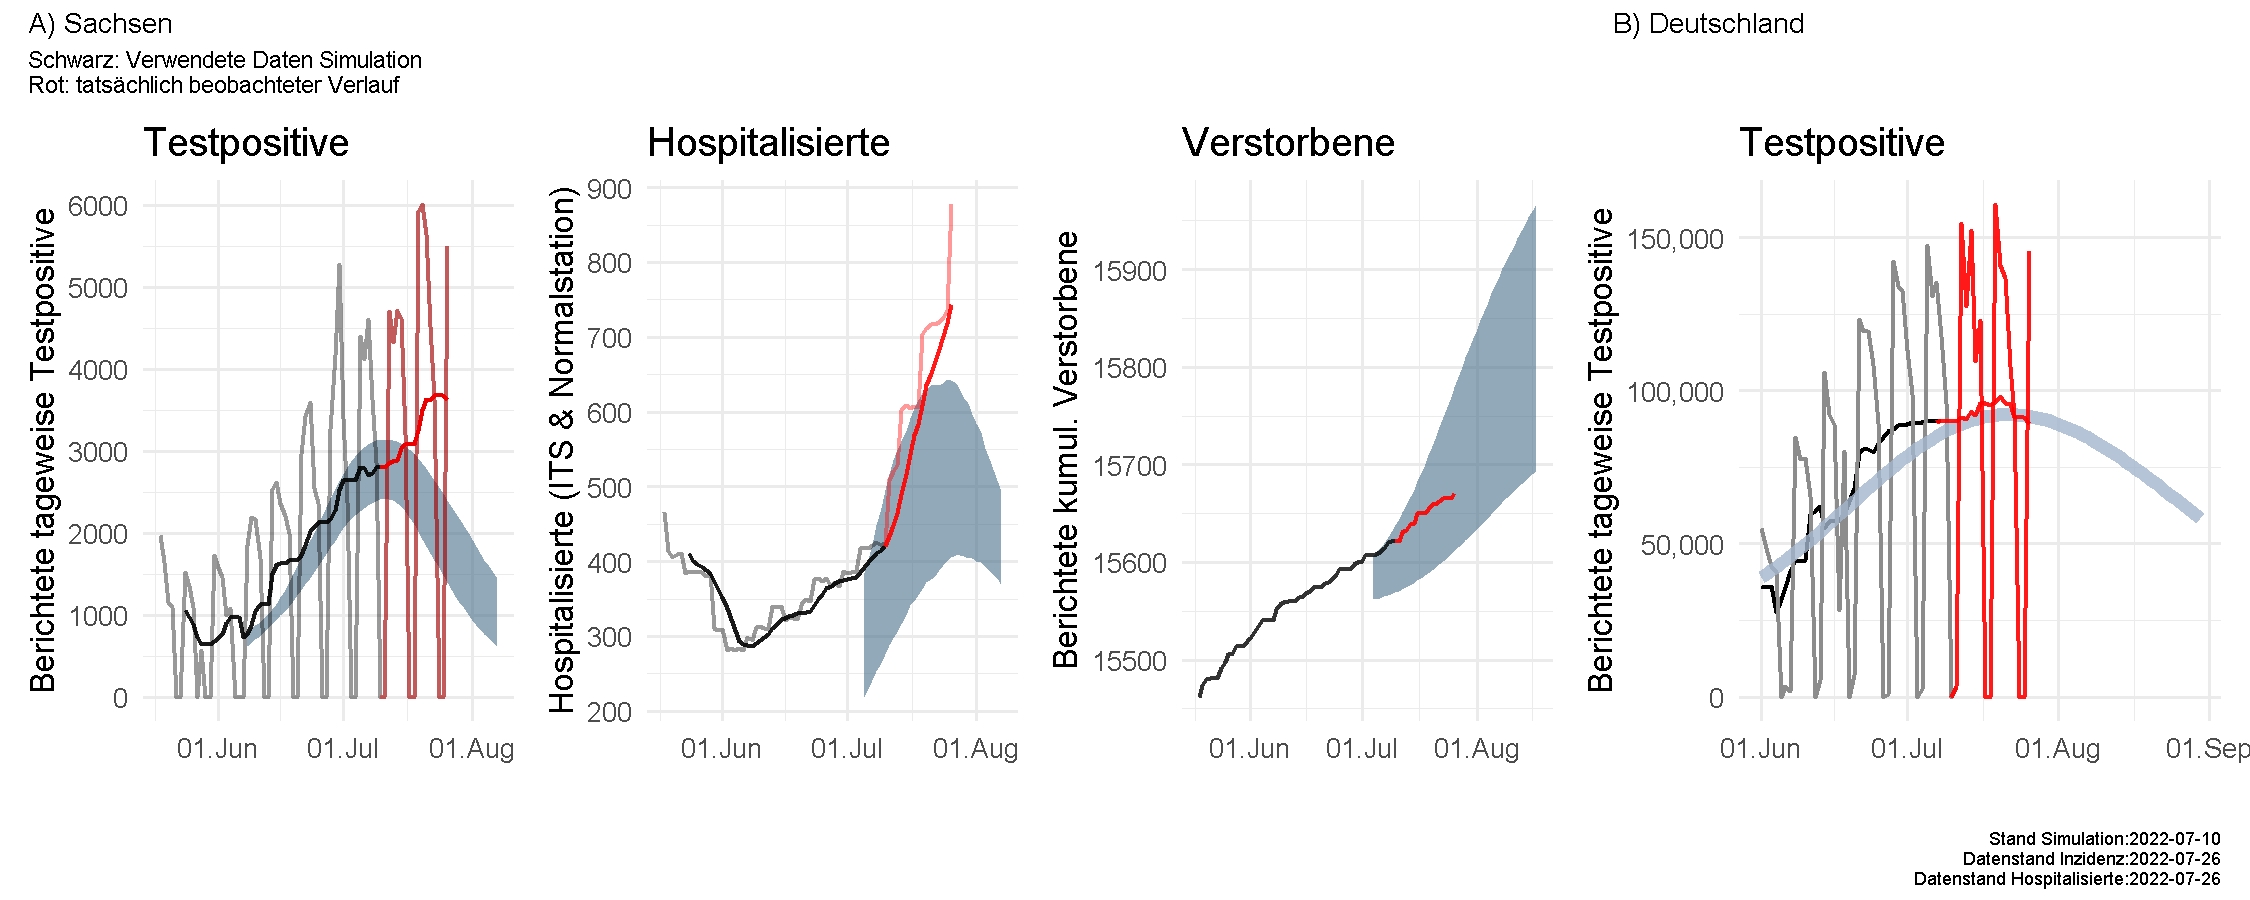 A) Sachsen
B) Deutschland
Schwarz: Verwendete Daten Simulation
Rot: tatsächlich beobachteter Verlauf
Testpositive
Berichtete tageweise Testpositive
6000
5000
4000
3000
2000
1000
0
01.Jun
01.Jul
01.Aug
Hospitalisierte
Hospitalisierte (ITS & Normalstation)
900
800
700
600
500
400
300
200
01.Jun
01.Jul
01.Aug
Verstorbene
Berichtete kumul. Verstorbene
15900
15800
15700
15600
15500
01.Jun
01.Jul
01.Aug
Testpositive
Berichtete tageweise Testpositive
150,000
100,000
50,000
0
01.Jun
01.Jul
01.Aug
01.Sep
Stand Simulation:2022-07-10
Datenstand Inzidenz:2022-07-26
Datenstand Hospitalisierte:2022-07-26